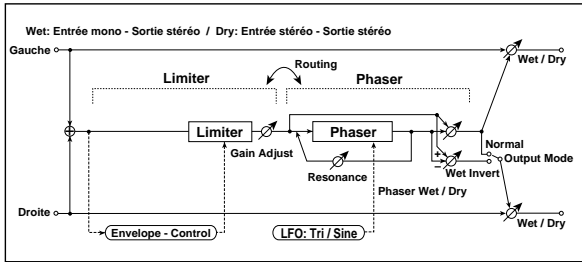 Wet: Entrée mono - Sortie stéréo / Dry: Entrée stéréo - Sortie stéréo
Gauche
Wet / Dry
Routing
Limiter
Phaser
Limiter
Phaser
Normal
Gain Adjust
Output Mode
+
−
Wet Invert
Resonance
Phaser Wet / Dry
Droite
Wet / Dry
Envelope - Control
LFO: Tri / Sine